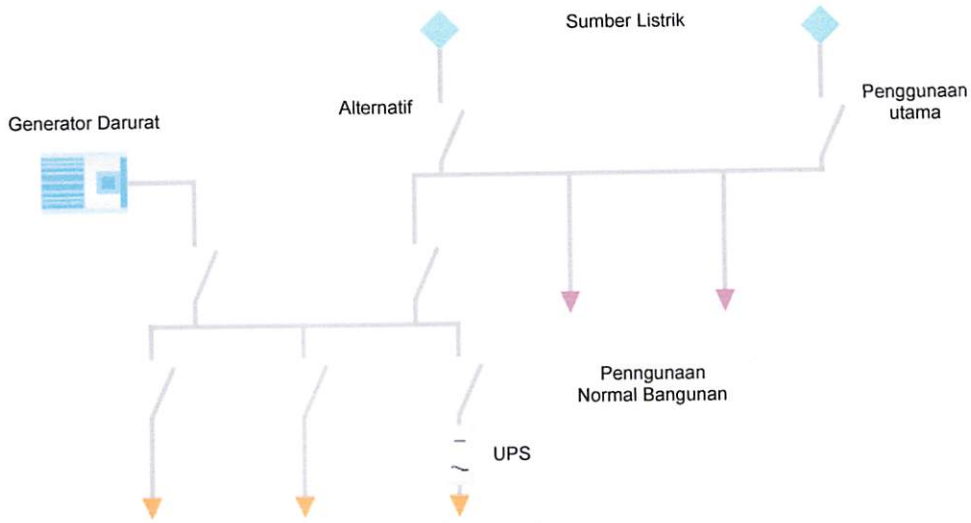 Sumber Listrik
Alternatif
Penggunaan
utama
Generator Darurat
Penngunaan
Normal Bangunan
UPS